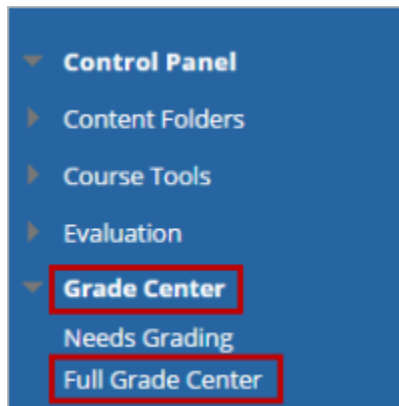 Control Panel
Content Folders
Course Tools
Evaluation
Grade Center
Needs Grading
Full Grade Center